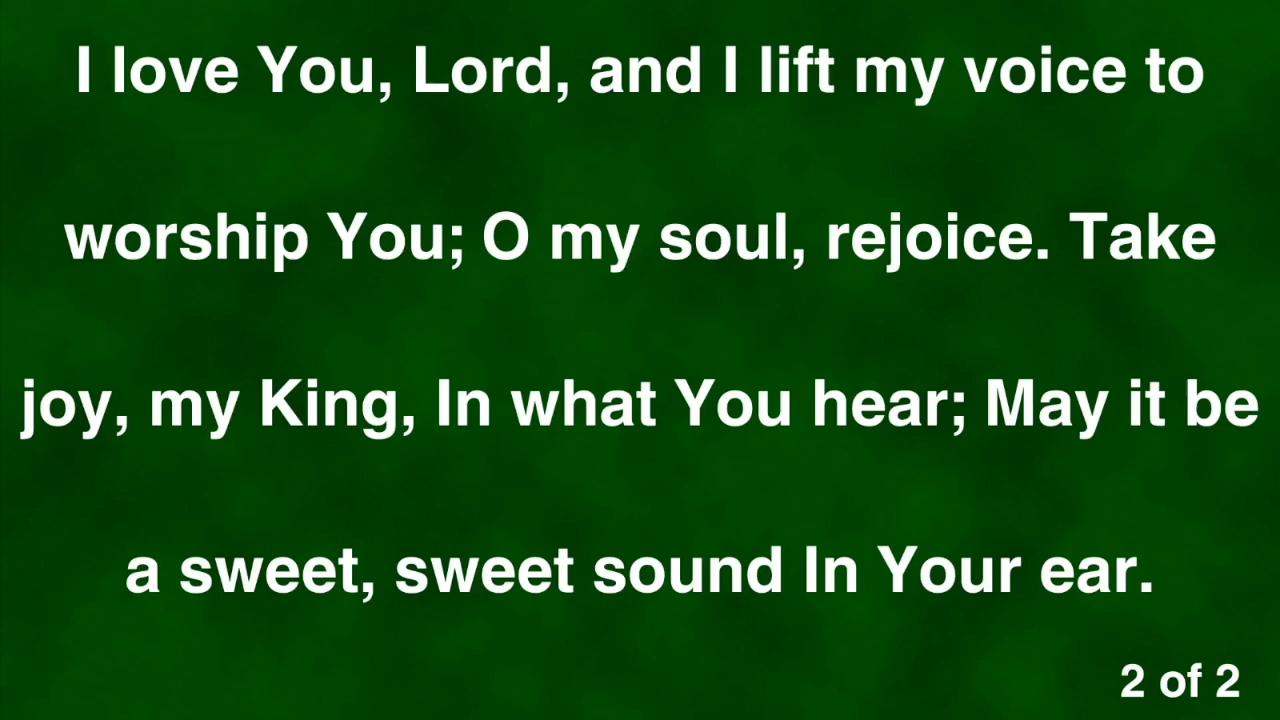 I love You, Lord, and I lift my voice to
worship You; O my soul, rejoice. Take
joy, my King, In what You hear; May it be
a sweet, sweet sound In Your ear.
2 of 2